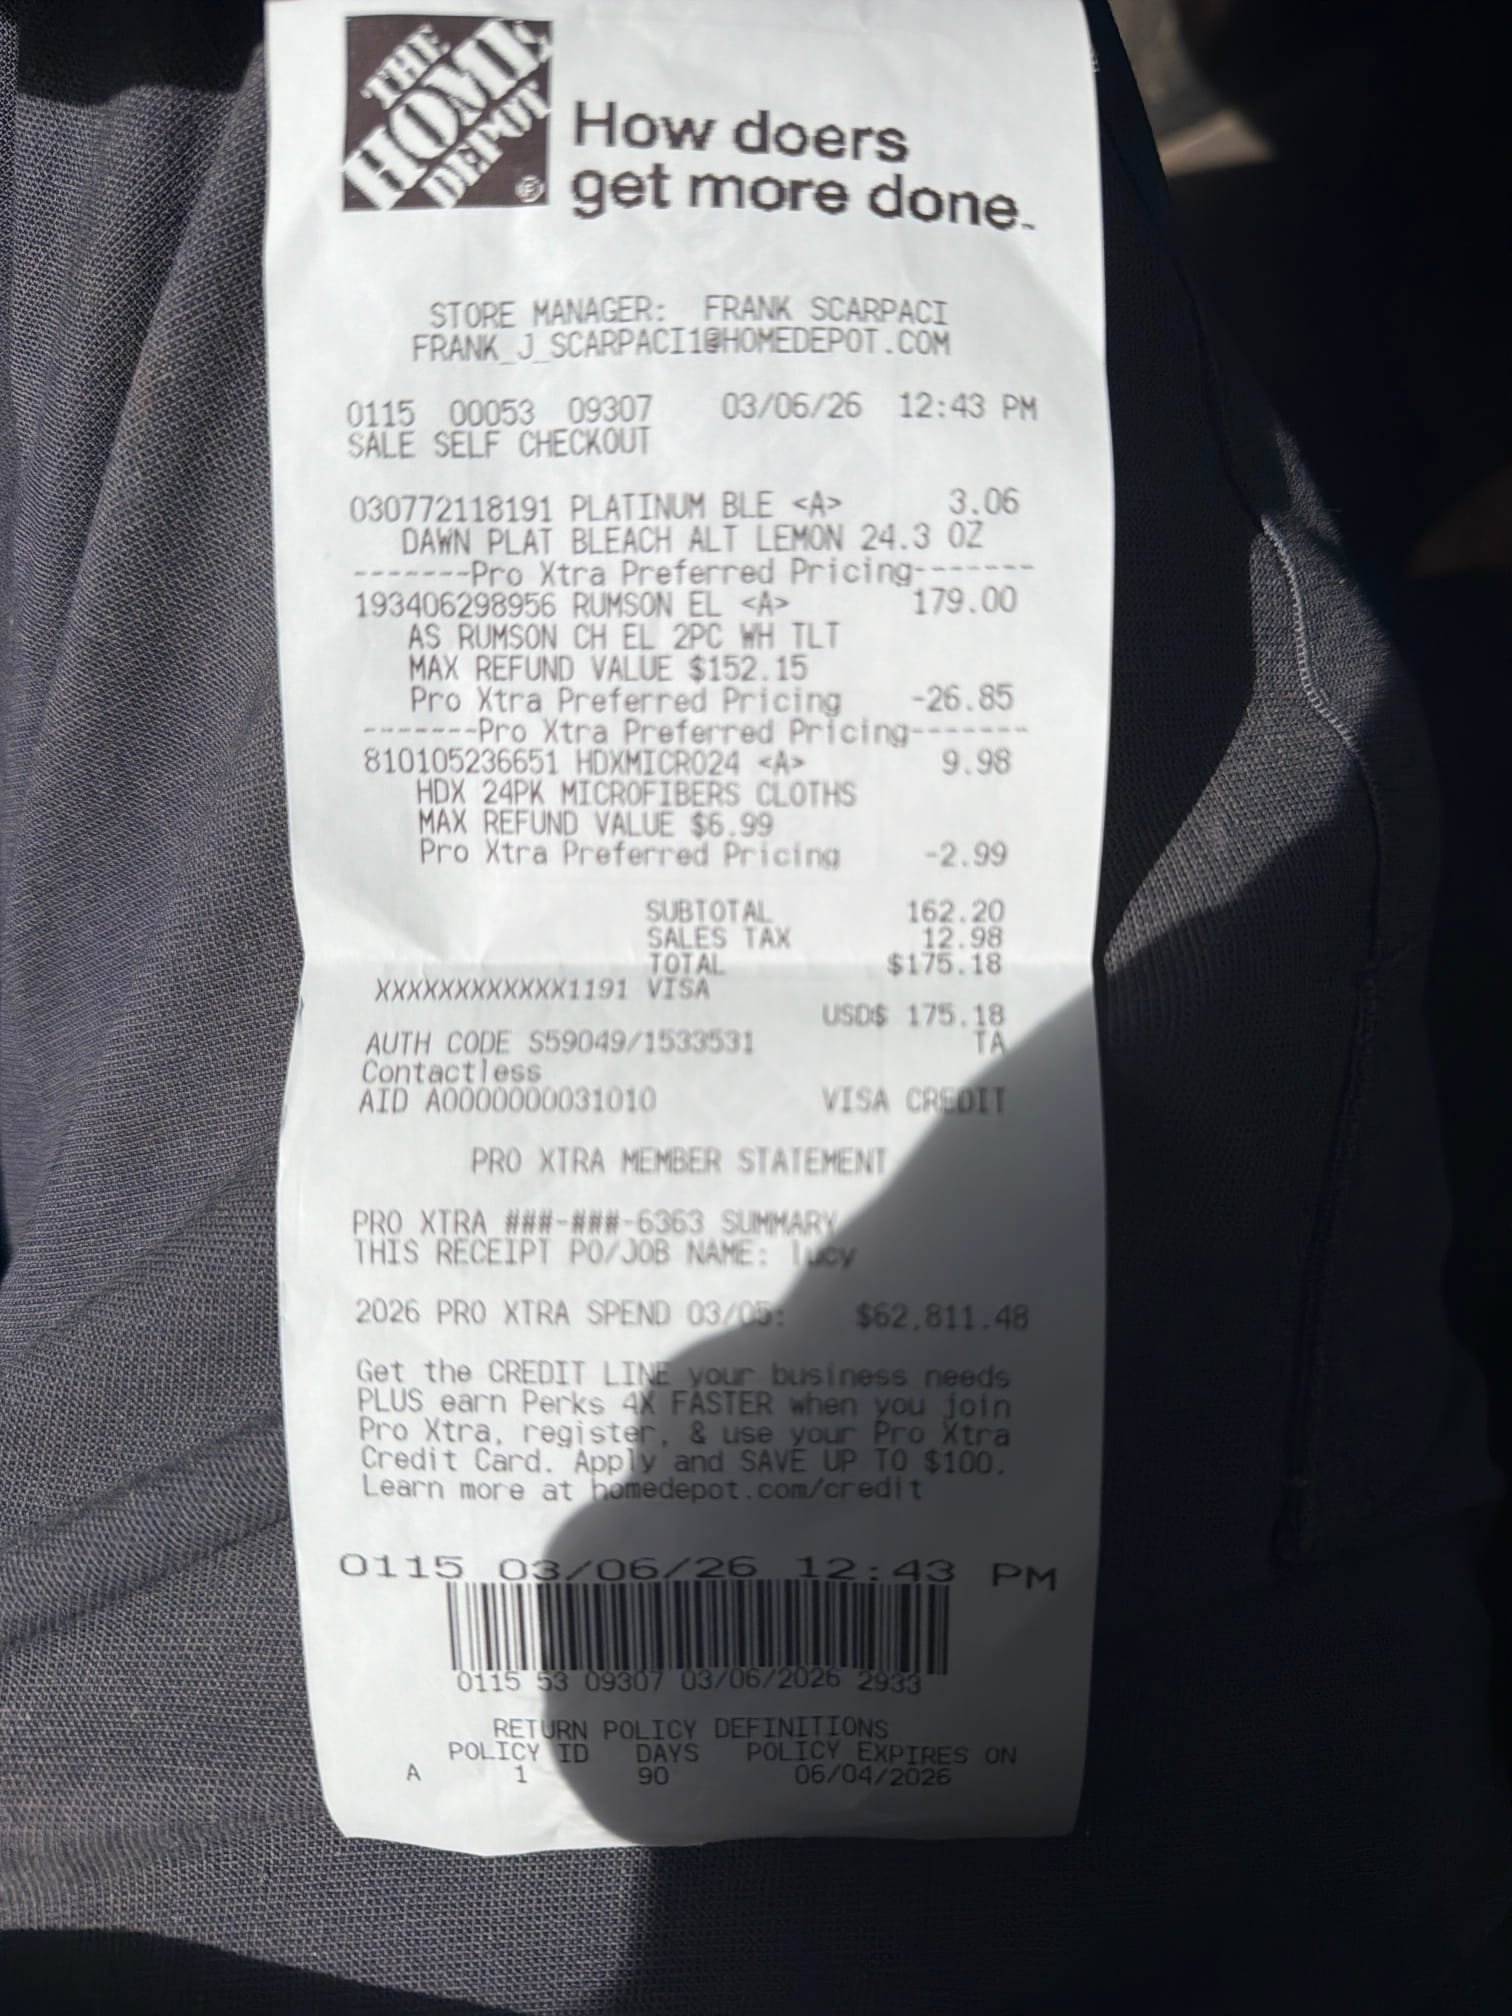 THE
HOME
DEPOT
®
How doers
get more done.™
STORE MANAGER: FRANK SCARPACI
FRANK_J_SCARPACI1@HOMEDEPOT.COM
0115 00053 09307 03/06/26 12:43 PM
SALE SELF CHECKOUT
030772118191 PLATINUM BLE <A> 3.06
DAWN PLAT BLEACH ALT LEMON 24.3 OZ
-------Pro Xtra Preferred Pricing-------
193406298956 RUMSON EL <A> 179.00
AS RUMSON CH EL 2PC WH TLT
MAX REFUND VALUE $152.15
Pro Xtra Preferred Pricing -26.85
-------Pro Xtra Preferred Pricing-------
810105236651 HDXMICRO24 <A> 9.98
HDX 24PK MICROFIBERS CLOTHS
MAX REFUND VALUE $6.99
Pro Xtra Preferred Pricing -2.99
SUBTOTAL 162.20
SALES TAX 12.98
TOTAL $175.18
XXXXXXXXXXXX1191 VISA
USD$ 175.18
AUTH CODE S59049/1533531 TA
Contactless
AID A0000000031010 VISA CREDIT
PRO XTRA MEMBER STATEMENT
PRO XTRA ###-###-6363 SUMMARY
THIS RECEIPT PO/JOB NAME: lucy
2026 PRO XTRA SPEND 03/05: $62,811.48
Get the CREDIT LINE your business needs
PLUS earn Perks 4X FASTER when you join
Pro Xtra, register, & use your Pro Xtra
Credit Card. Apply and SAVE UP TO $100.
Learn more at homedepot.com/credit
0115 03/06/26 12:43 PM
0115 53 09307 03/06/2026 2933
RETURN POLICY DEFINITIONS
POLICY ID DAYS POLICY EXPIRES ON
A 1 90 06/04/2026